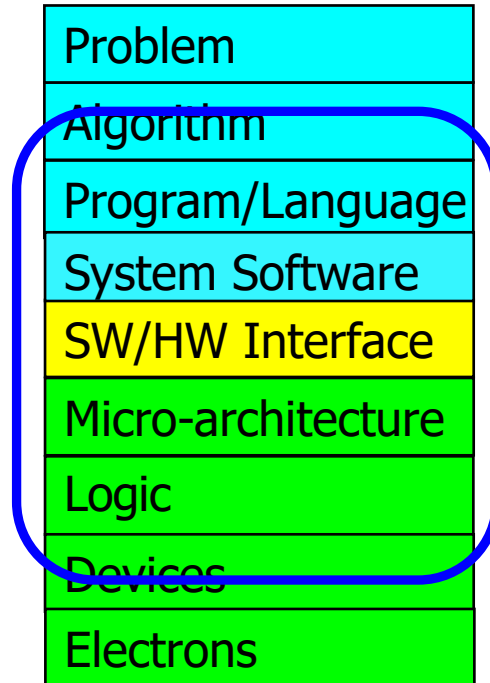 Problem
Algorithm
Program/Language
System Software
SW/HW Interface
Micro-architecture
Logic
Devices
Electrons